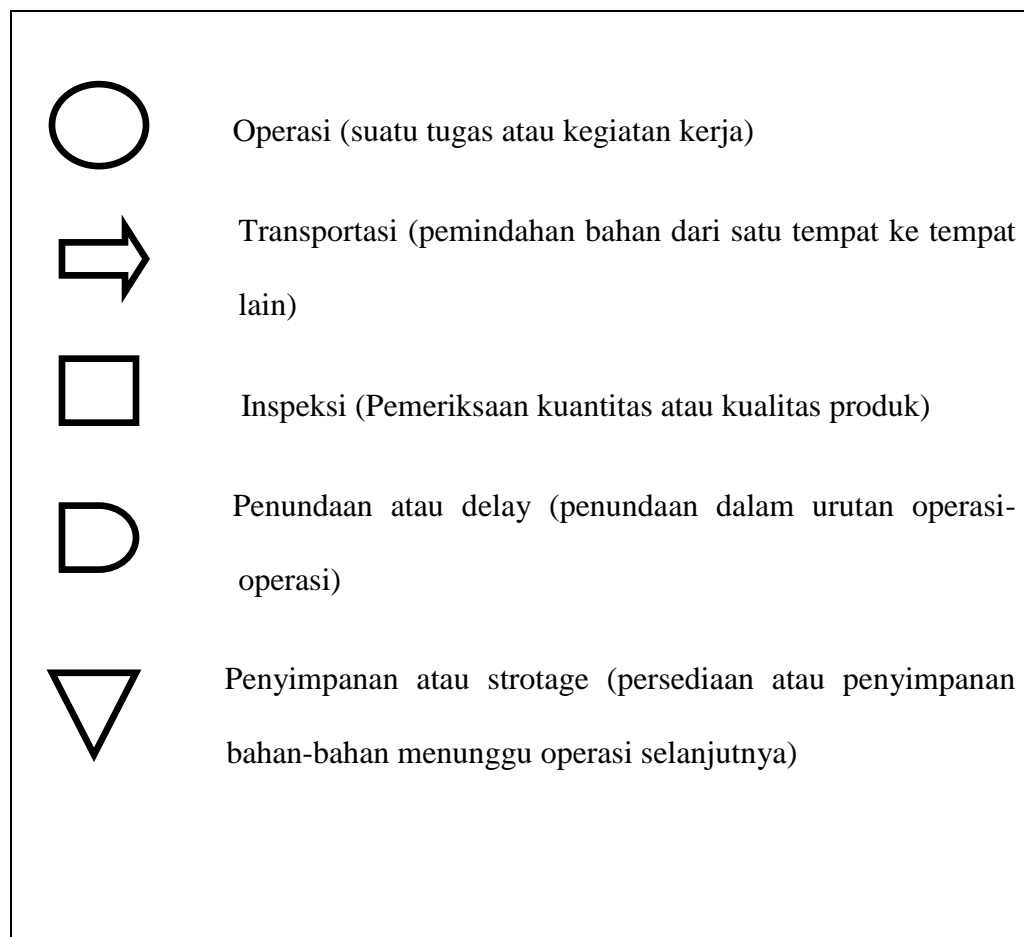 Operasi (suatu tugas atau kegiatan kerja)
Transportasi (pemindahan bahan dari satu tempat ke tempat
lain)
Inspeksi (Pemeriksaan kuantitas atau kualitas produk)
Penundaan atau delay (penundaan dalam urutan operasi-
operasi)
Penyimpanan atau strotage (persediaan atau penyimpanan
bahan-bahan menunggu operasi selanjutnya)